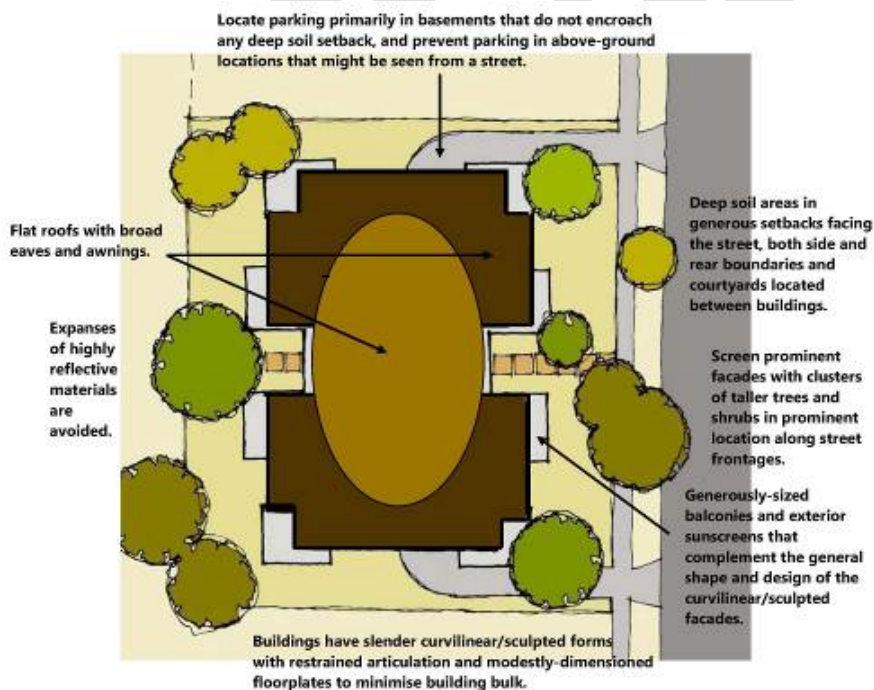 Locate parking primarily in basements that do not encroach
any deep soil setback, and prevent parking in above-ground
locations that might be seen from a street.
Flat roofs with broad
eaves and awnings.
Deep soil areas in
generous setbacks facing
the street, both side and
rear boundaries and
courtyards located
between buildings.
Expanses
of highly
reflective
materials
are
avoided.
Screen prominent
facades with clusters
of taller trees and
shrubs in prominent
location along street
frontages.
Generously-sized
balconies and exterior
sunscreens that
complement the general
shape and design of the
curvilinear/sculpted
facades.
Buildings have slender curvilinear/sculpted forms
with restrained articulation and modestly-dimensioned
floorplates to minimise building bulk.